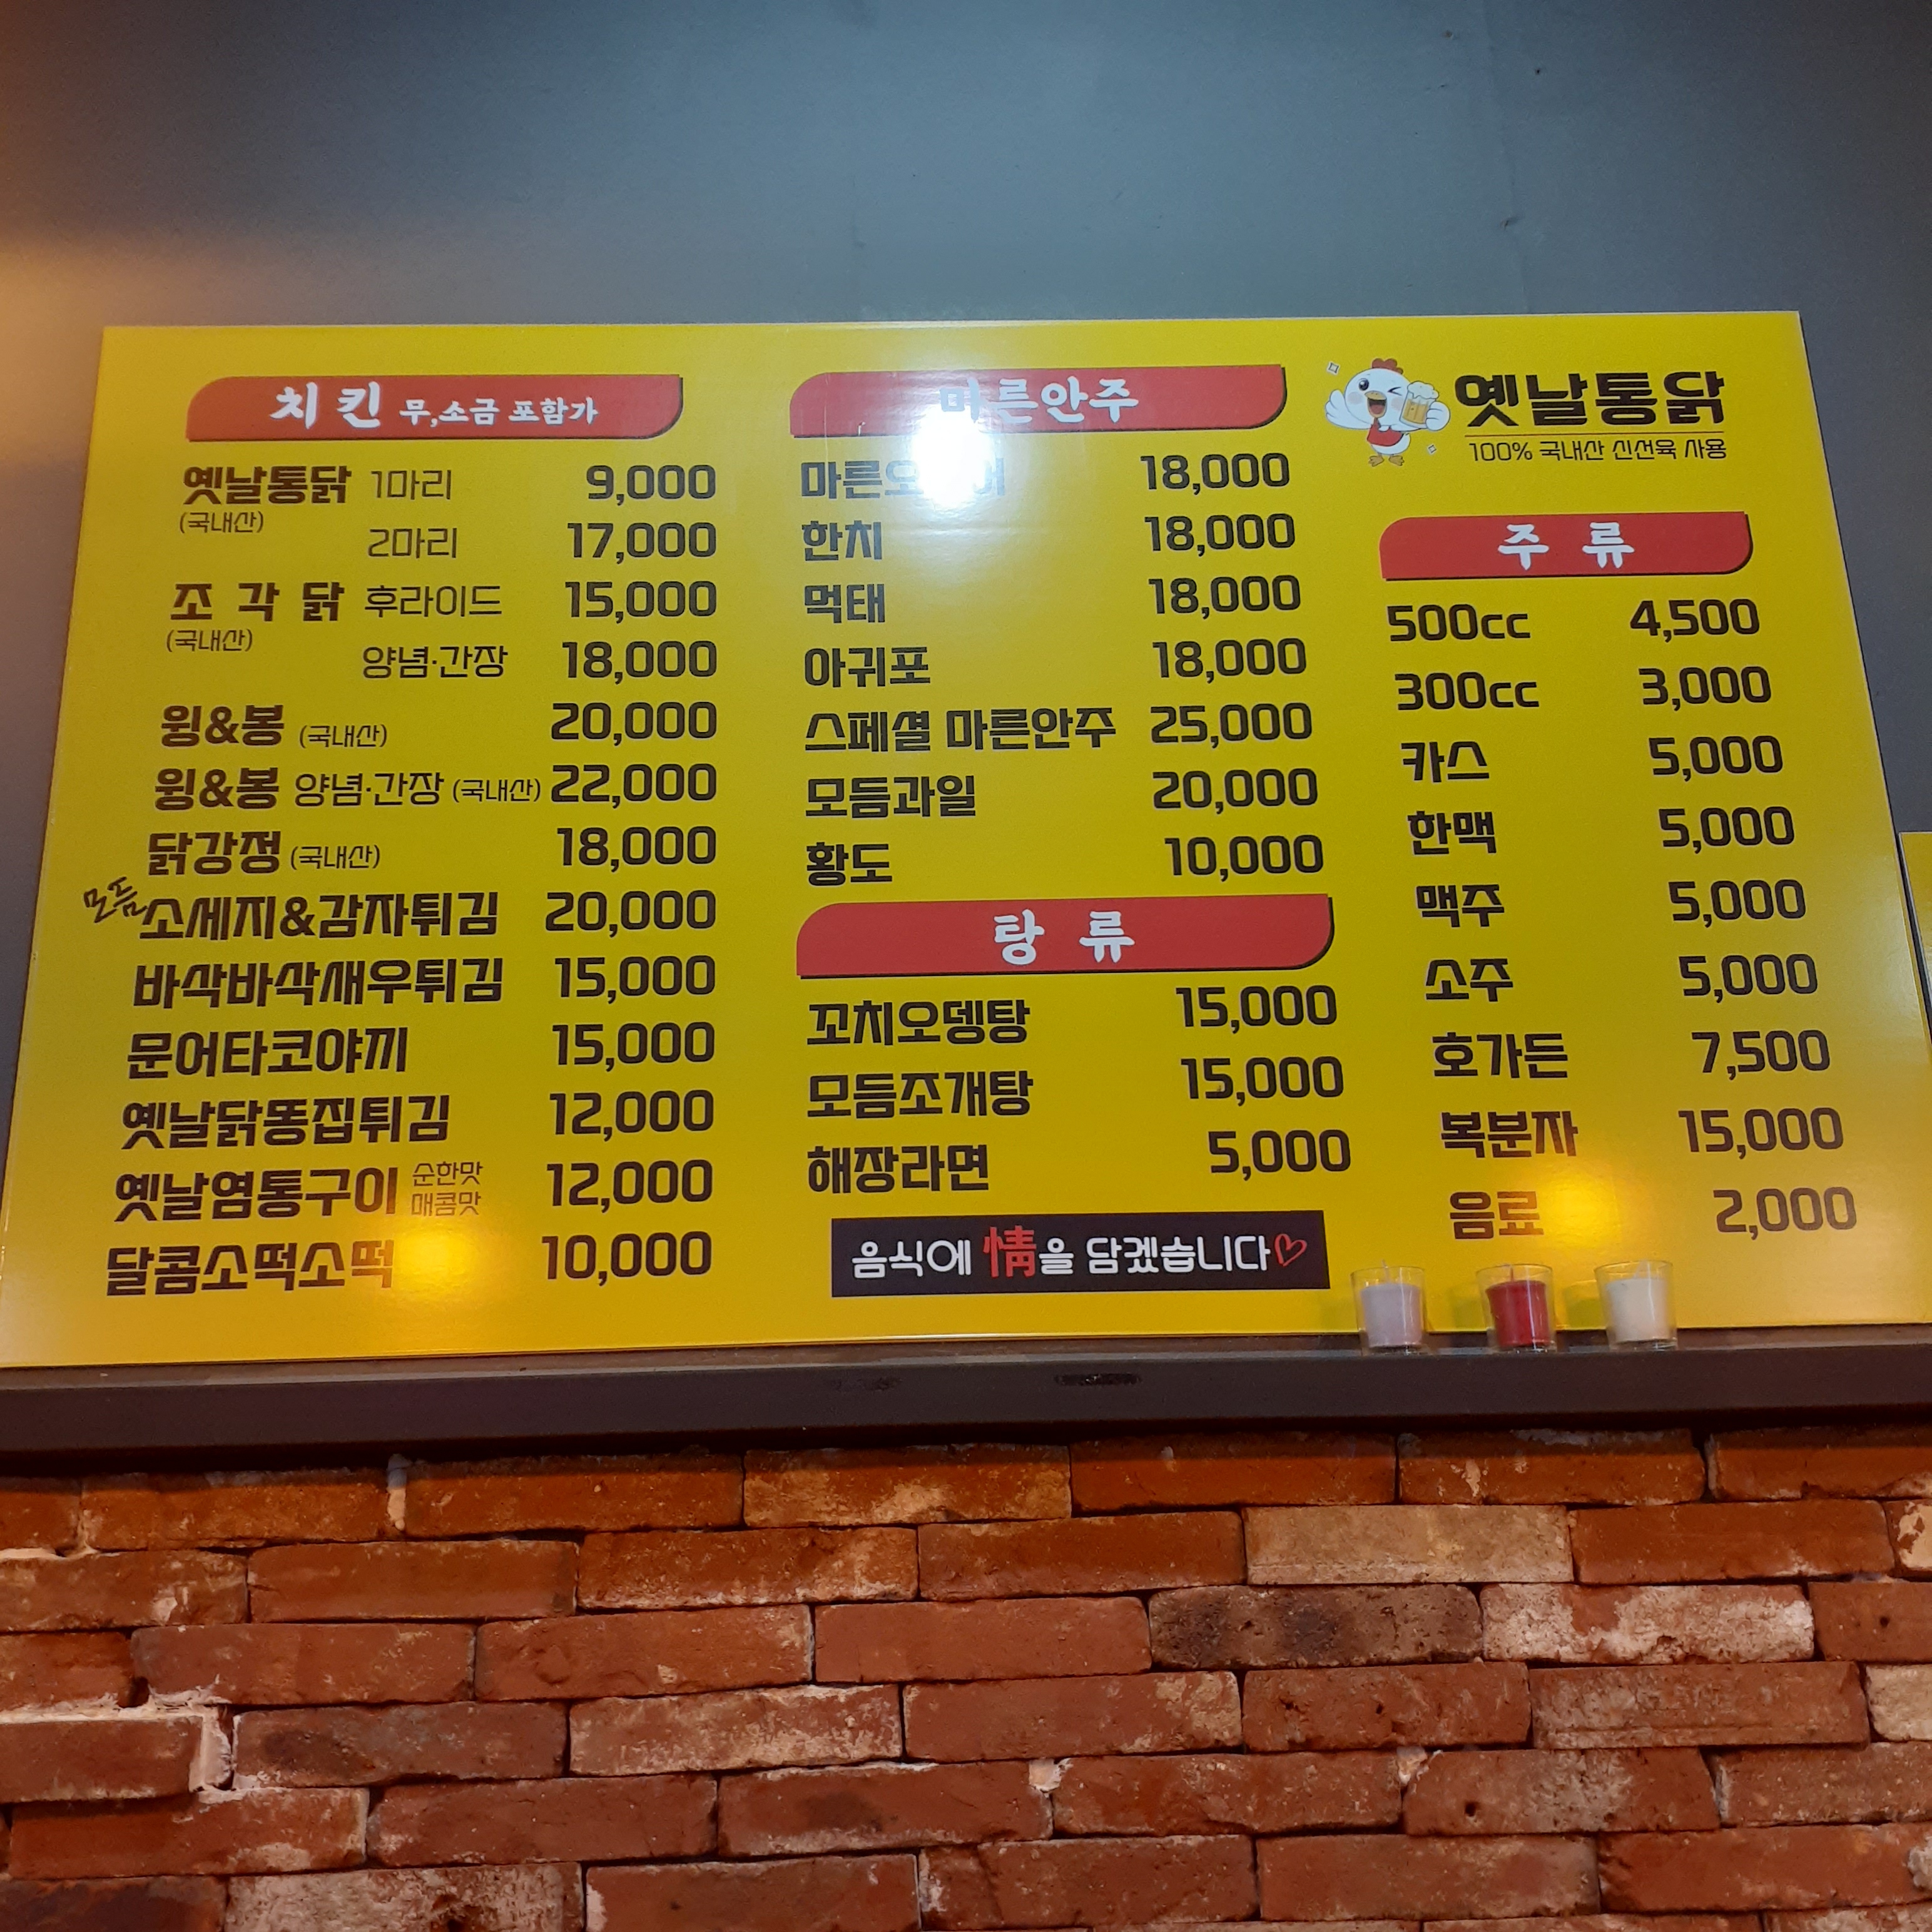 치킨 무,소금 포함가
옛날통닭 1마리 9,000
(국내산)
2마리 17,000
조각닭 후라이드 15,000
(국내산)
양념·간장 18,000
윙&봉 (국내산) 20,000
윙&봉 양념·간장 (국내산) 22,000
닭강정 (국내산) 18,000
모듬 소세지&감자튀김 20,000
바삭바삭새우튀김 15,000
문어타코야끼 15,000
옛날닭똥집튀김 12,000
옛날염통구이 순한맛 매콤맛 12,000
달콤소떡소떡 10,000
마른안주
18,000
한치 18,000
먹태 18,000
아귀포 18,000
스페셜 마른안주 25,000
모듬과일 20,000
황도 10,000
탕류
꼬치오뎅탕 15,000
모듬조개탕 15,000
해장라면 5,000
음식에 情을 담겠습니다
옛날통닭
100% 국내산 신선육 사용
주류
500cc 4,500
300cc 3,000
카스 5,000
한맥 5,000
맥주 5,000
소주 5,000
호가든 7,500
복분자 15,000
음료 2,000